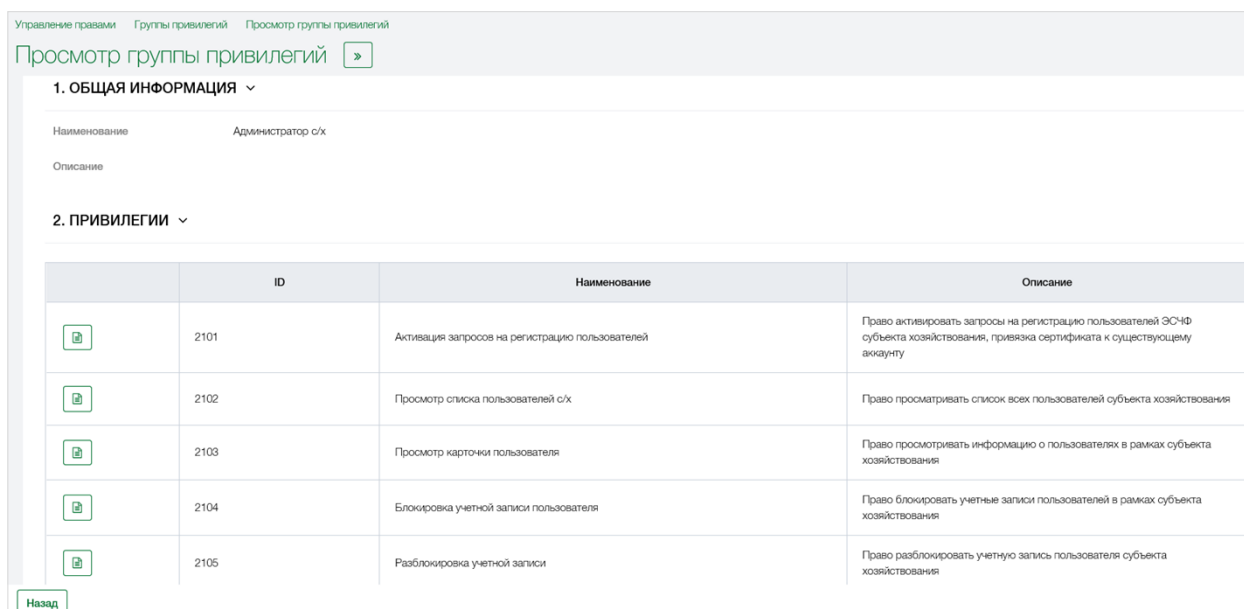 Управление правами Группы привилегий Просмотр группы привилегий
Просмотр группы привилегий »
1. ОБЩАЯ ИНФОРМАЦИЯ
Наименование Администратор с/х
Описание
2. ПРИВИЛЕГИИ
ID Наименование Описание
2101 Активация запросов на регистрацию пользователей Право активировать запросы на регистрацию пользователей ЭСЧФ
субъекта хозяйствования, привязка сертификата к существующему
аккаунту
2102 Просмотр списка пользователей с/х Право просматривать список всех пользователей субъекта хозяйствования
2103 Просмотр карточки пользователя Право просмотривать информацию о пользователях в рамках субъекта
хозяйствования
2104 Блокировка учетной записи пользователя Право блокировать учетные записи пользователей в рамках субъекта
хозяйствования
2105 Разблокировка учетной записи Право разблокировать учетную запись пользователя субъекта
хозяйствования
Назад